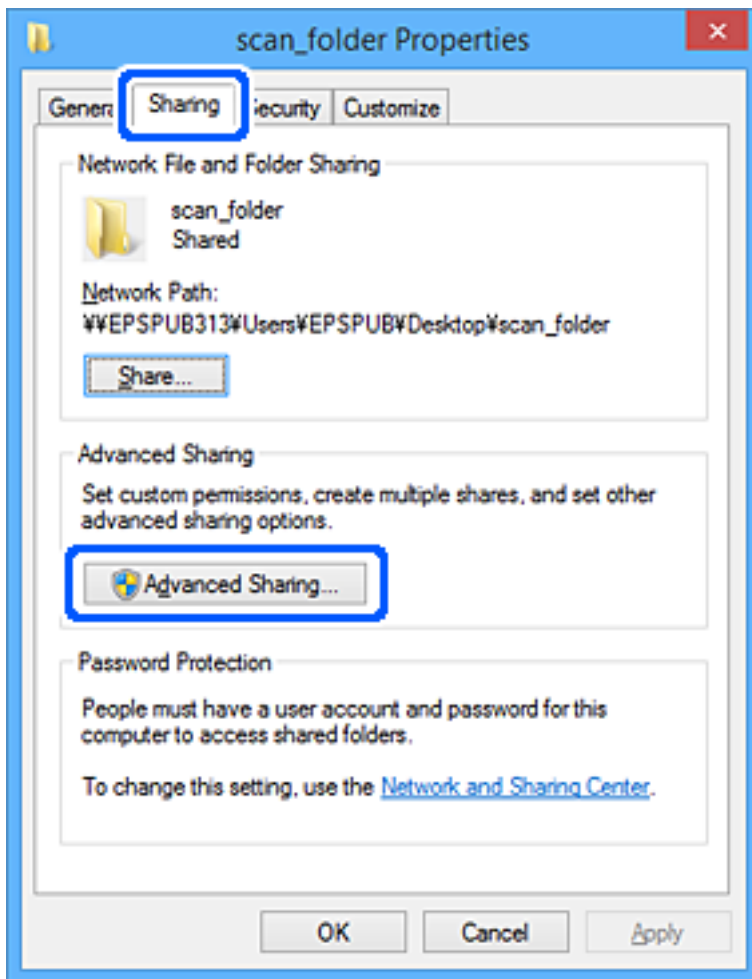 scan_folder Properties
General Sharing Security Customize
Network File and Folder Sharing
scan_folder
Shared
Network Path:
¥¥EPSPUB313¥Users¥EPSPUB¥Desktop¥scan_folder
Share...
Advanced Sharing
Set custom permissions, create multiple shares, and set other
advanced sharing options.
Advanced Sharing...
Password Protection
People must have a user account and password for this
computer to access shared folders.
To change this setting, use the Network and Sharing Center.
OK Cancel Apply